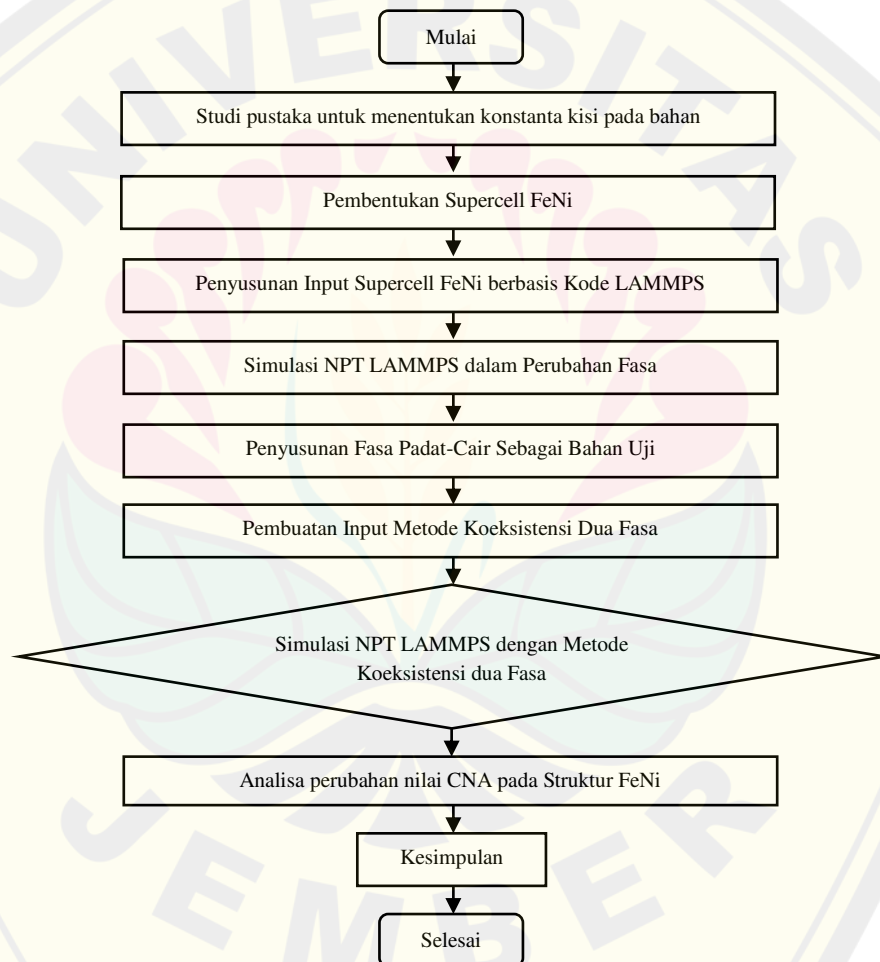 UNIVERSITAS
Mulai
Studi pustaka untuk menentukan konstanta kisi pada bahan
Pembentukan Supercell FeNi
Penyusunan Input Supercell FeNi berbasis Kode LAMMPS
Simulasi NPT LAMMPS dalam Perubahan Fasa
Penyusunan Fasa Padat-Cair Sebagai Bahan Uji
Pembuatan Input Metode Koeksistensi Dua Fasa
Simulasi NPT LAMMPS dengan Metode
Koeksistensi dua Fasa
Analisa perubahan nilai CNA pada Struktur FeNi
Kesimpulan
Selesai
JEMBER